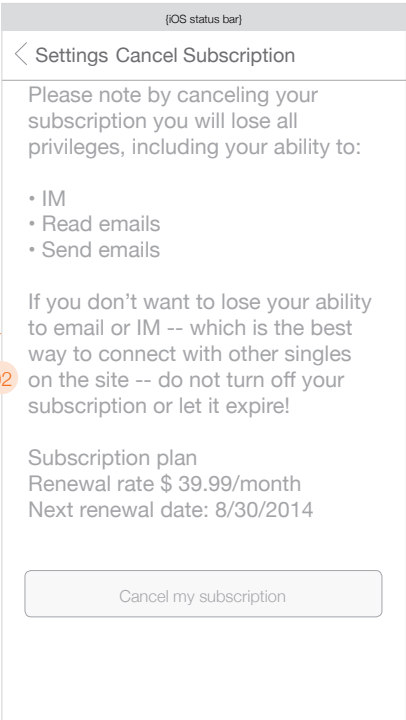 {iOS status bar}
Settings Cancel Subscription
Please note by canceling your
subscription you will lose all
privileges, including your ability to:
• IM
• Read emails
• Send emails
If you don’t want to lose your ability
to email or IM -- which is the best
way to connect with other singles
on the site -- do not turn off your
subscription or let it expire!
Subscription plan
Renewal rate $ 39.99/month
Next renewal date: 8/30/2014
Cancel my subscription